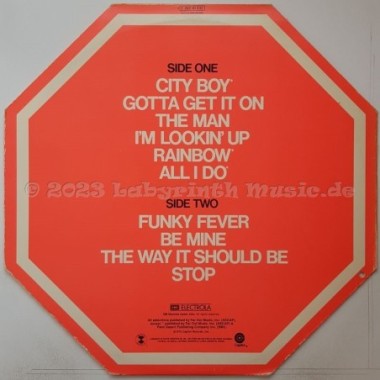 SIDE ONE
CITY BOY*
GOTTA GET IT ON
THE MAN
I'M LOOKIN' UP
RAINBOW*
ALL I DO*
© 2023 Labyrinth Music.de
SIDE TWO
FUNKY FEVER
BE MINE
THE WAY IT SHOULD BE
STOP
EMI ELECTROLA